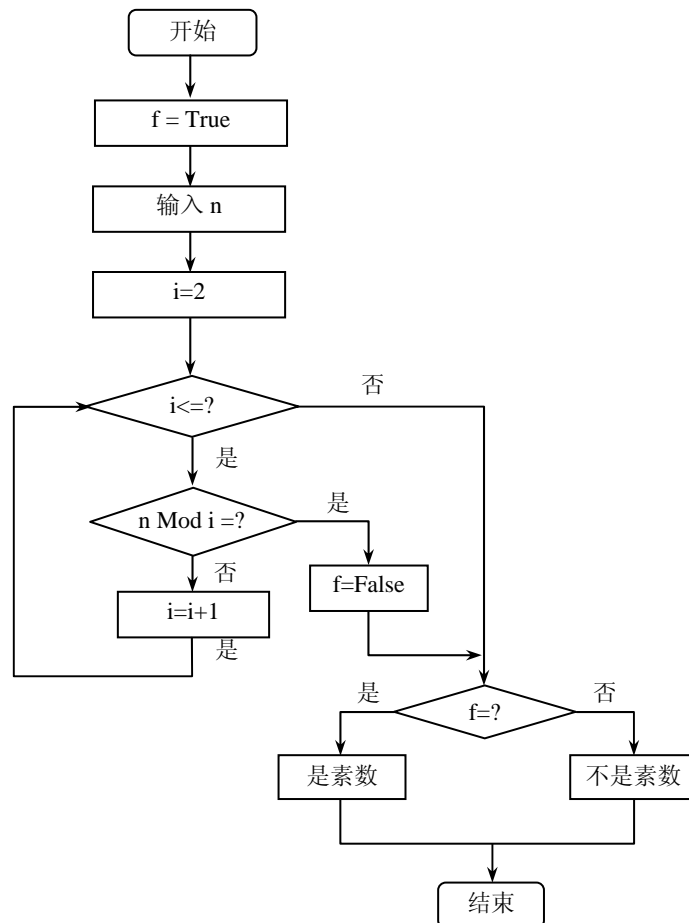 开始
f = True
输入 n
i=2
否
i<=?
是
是
n Mod i =?
否
f=False
i=i+1
是
是
否
f=?
是素数
不是素数
结束